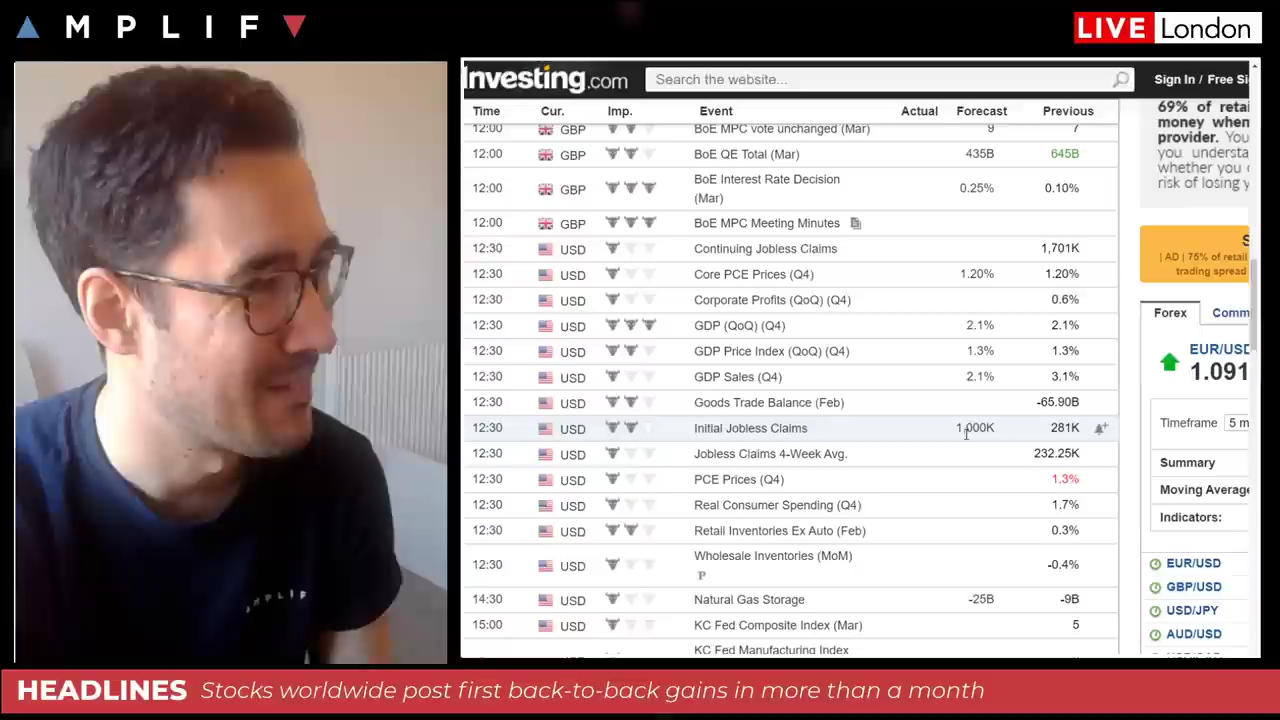 AMPLIFY
LIVE London
Investing.com
Search the website...
Sign In / Free Si
Time Cur. Imp. Event Actual Forecast Previous
12:00 GBP BoE MPC vote unchanged (Mar) 9 7
12:00 GBP BoE QE Total (Mar) 435B 645B
12:00 GBP BoE Interest Rate Decision (Mar) 0.25% 0.10%
12:00 GBP BoE MPC Meeting Minutes
12:30 USD Continuing Jobless Claims 1,701K
12:30 USD Core PCE Prices (Q4) 1.20% 1.20%
12:30 USD Corporate Profits (QoQ) (Q4) 0.6%
12:30 USD GDP (QoQ) (Q4) 2.1% 2.1%
12:30 USD GDP Price Index (QoQ) (Q4) 1.3% 1.3%
12:30 USD GDP Sales (Q4) 2.1% 3.1%
12:30 USD Goods Trade Balance (Feb) -65.90B
12:30 USD Initial Jobless Claims 1,000K 281K
12:30 USD Jobless Claims 4-Week Avg. 232.25K
12:30 USD PCE Prices (Q4) 1.3%
12:30 USD Real Consumer Spending (Q4) 1.7%
12:30 USD Retail Inventories Ex Auto (Feb) 0.3%
12:30 USD Wholesale Inventories (MoM) P -0.4%
14:30 USD Natural Gas Storage -25B -9B
15:00 USD KC Fed Composite Index (Mar) 5
KC Fed Manufacturing Index
69% of retai
money when
provider. You
you understa
whether you c
risk of losing y
S
| AD | 75% of retail
trading spread
Forex Comm
EUR/USD
1.091
Timeframe 5 m
Summary
Moving Average
Indicators:
EUR/USD
GBP/USD
USD/JPY
AUD/USD
AMPLIFY
HEADLINES Stocks worldwide post first back-to-back gains in more than a month